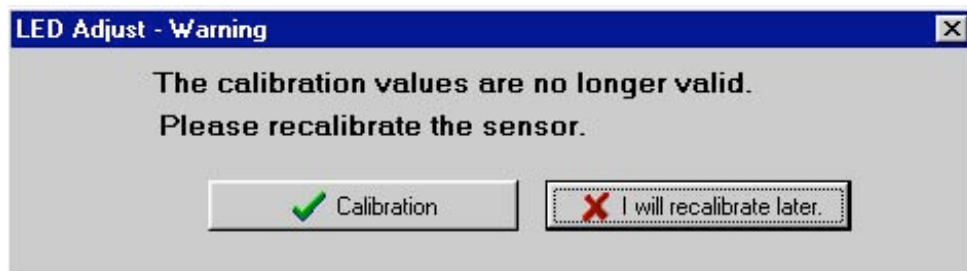 LED Adjust - Warning
The calibration values are no longer valid.
Please recalibrate the sensor.
Calibration
I will recalibrate later.